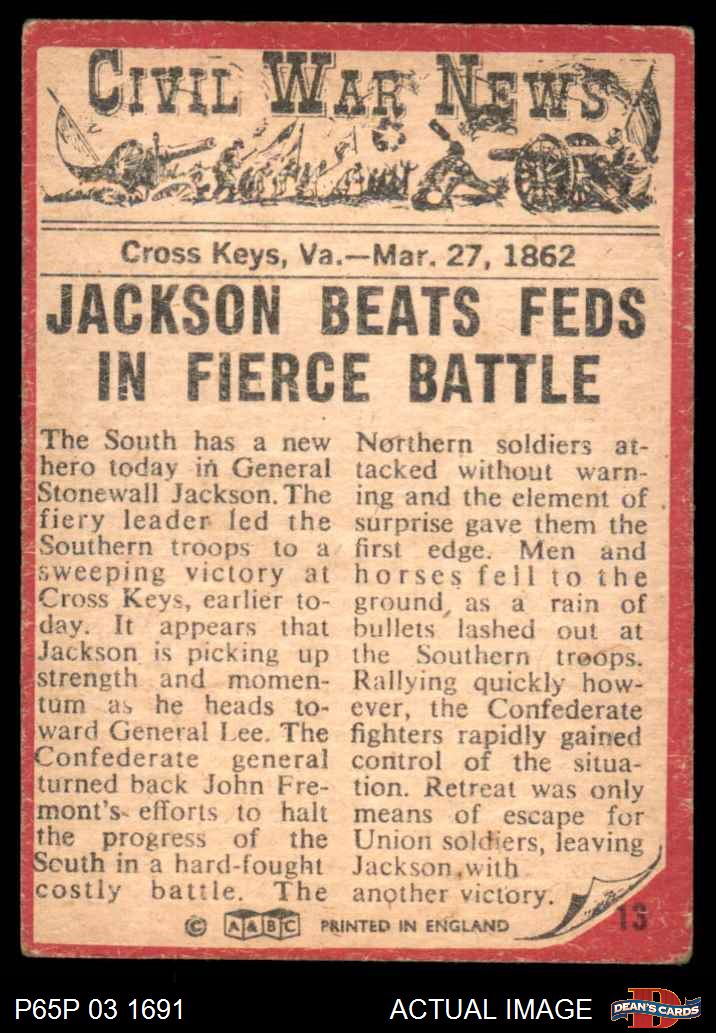 CIVIL WAR NEWS
Cross Keys, Va.—Mar. 27, 1862
JACKSON BEATS FEDS
IN FIERCE BATTLE
The South has a new
hero today in General
Stonewall Jackson. The
fiery leader led the
Southern troops to a
sweeping victory at
Cross Keys, earlier to-
day. It appears that
Jackson is picking up
strength and momen-
tum as he heads to-
ward General Lee. The
Confederate general
turned back John Fre-
mont's efforts to halt
the progress of the
South in a hard-fought
costly battle. The
Northern soldiers at-
tacked without warn-
ing and the element of
surprise gave them the
first edge. Men and
horses fell to the
ground, as a rain of
bullets lashed out at
the Southern troops.
Rallying quickly how-
ever, the Confederate
fighters rapidly gained
control of the situa-
tion. Retreat was only
means of escape for
Union soldiers, leaving
Jackson with
another victory.
© A&BC PRINTED IN ENGLAND
13
P65P 03 1691 ACTUAL IMAGE D DEAN'S CARDS